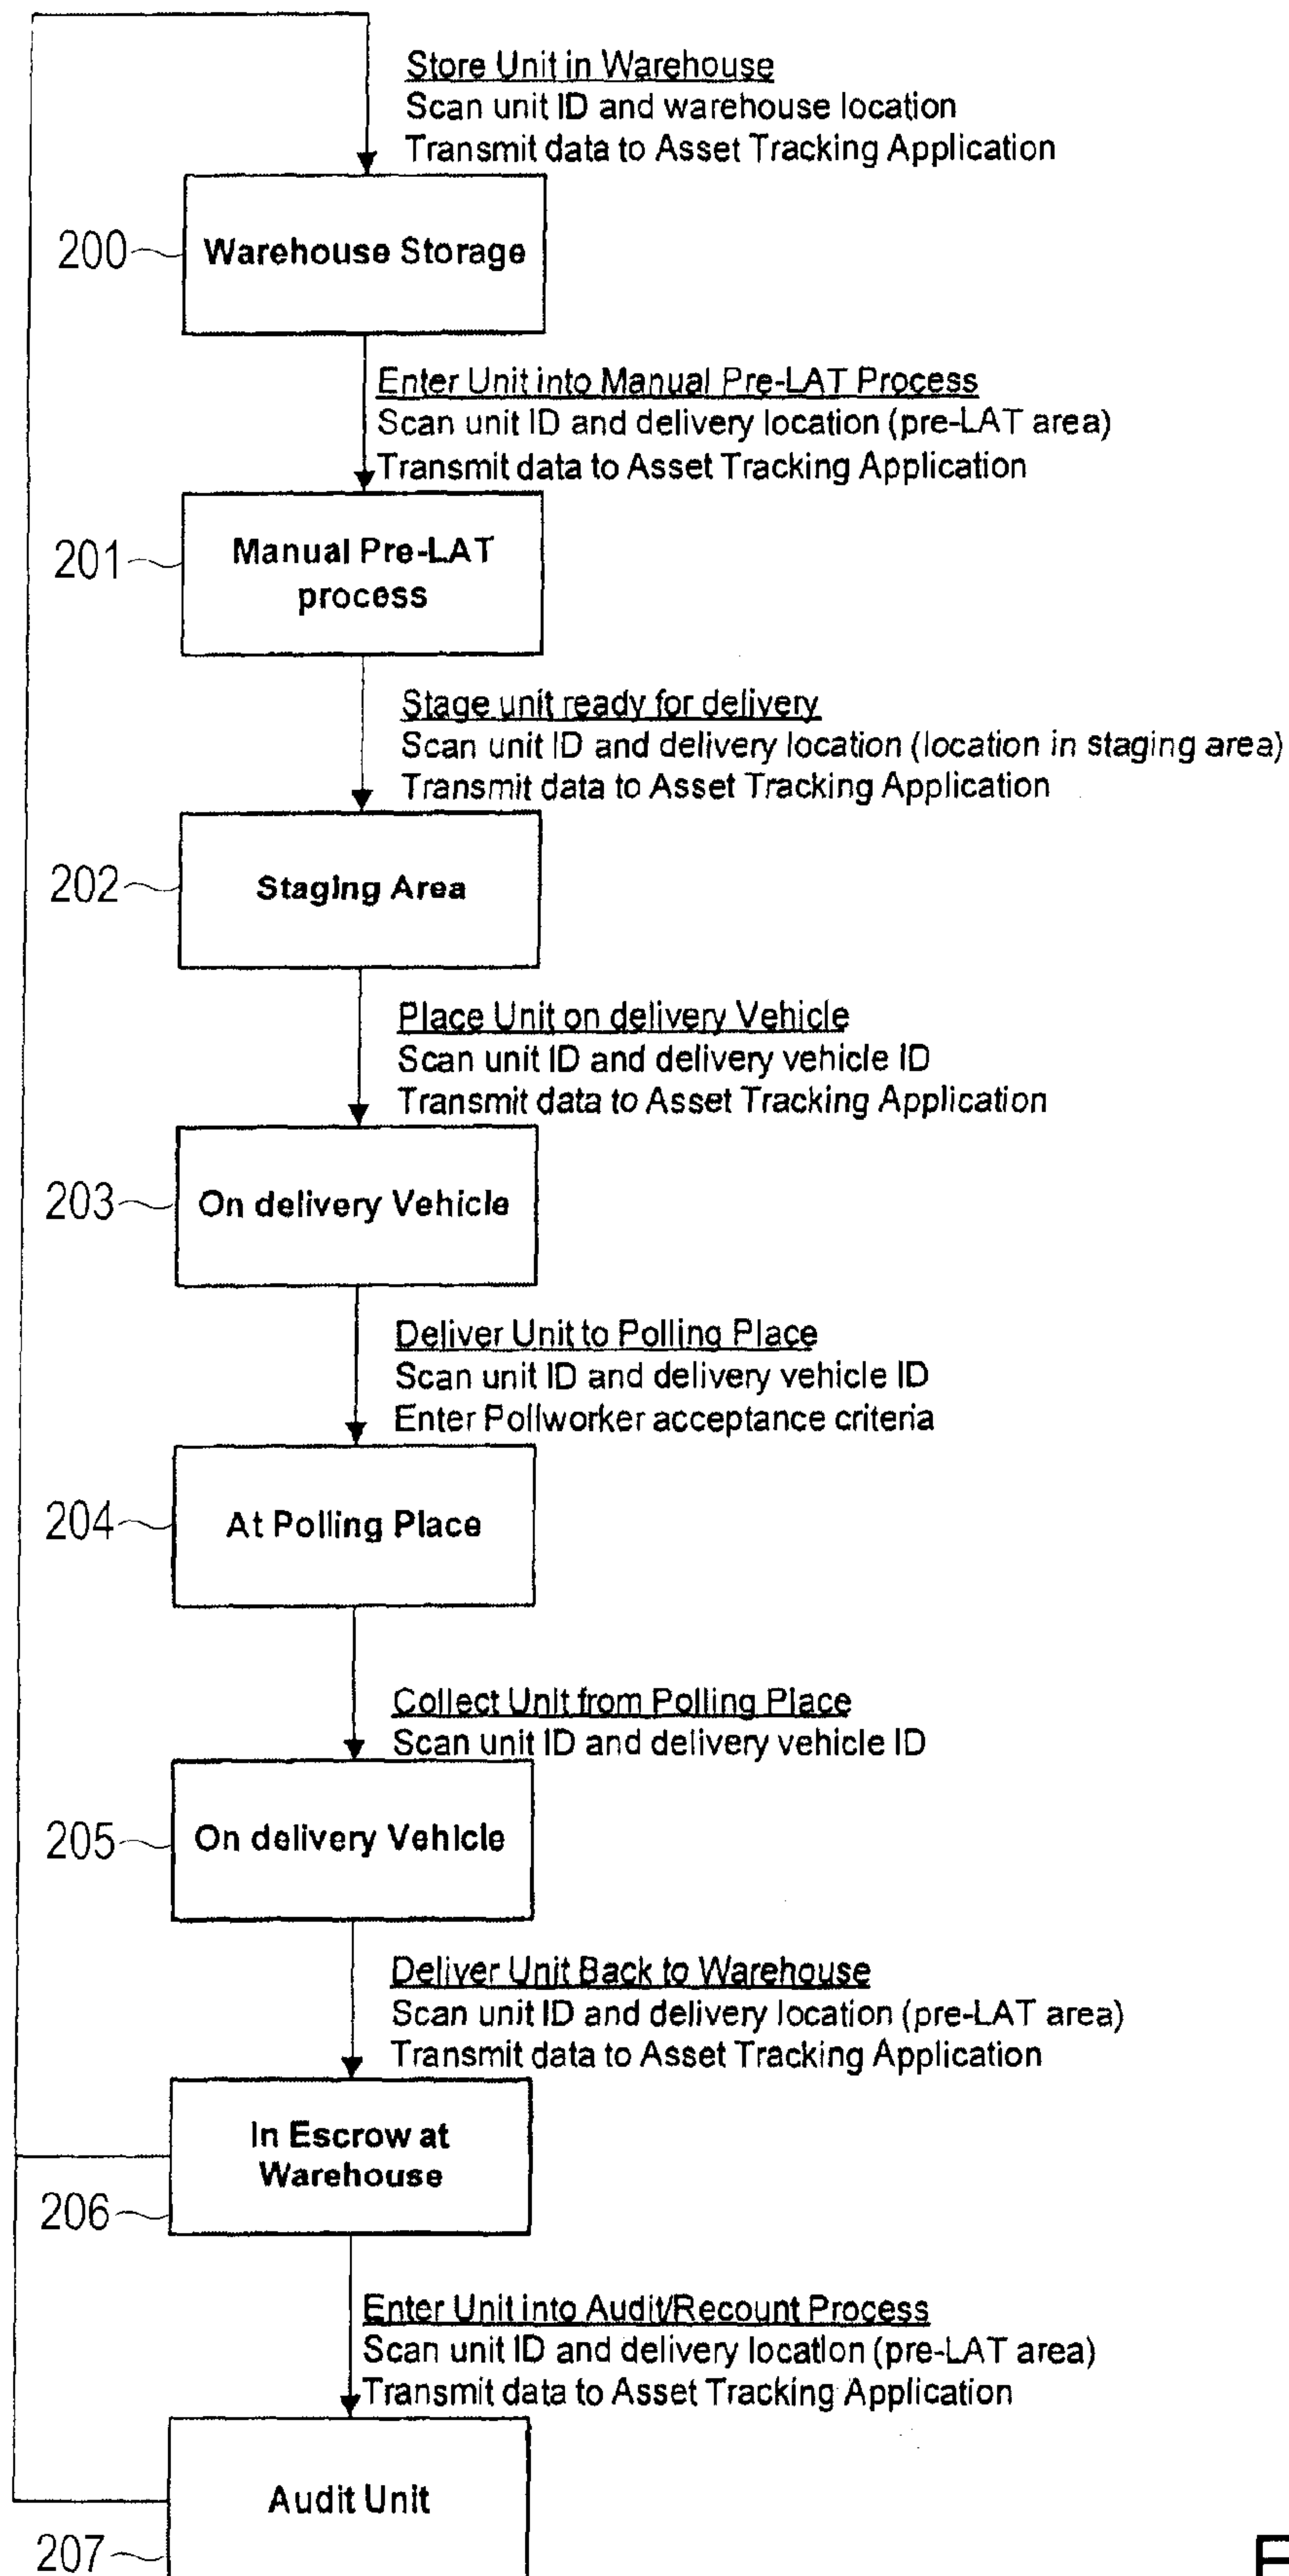 Store Unit in Warehouse
Scan unit ID and warehouse location
Transmit data to Asset Tracking Application
200
Warehouse Storage
Enter Unit into Manual Pre-LAT Process
Scan unit ID and delivery location (pre-LAT area)
Transmit data to Asset Tracking Application
201
Manual Pre-LAT
process
Stage unit ready for delivery
Scan unit ID and delivery location (location in staging area)
Transmit data to Asset Tracking Application
202
Staging Area
Place Unit on delivery Vehicle
Scan unit ID and delivery vehicle ID
Transmit data to Asset Tracking Application
203
On delivery Vehicle
Deliver Unit to Polling Place
Scan unit ID and delivery vehicle ID
Enter Pollworker acceptance criteria
204
At Polling Place
Collect Unit from Polling Place
Scan unit ID and delivery vehicle ID
205
On delivery Vehicle
Deliver Unit Back to Warehouse
Scan unit ID and delivery location (pre-LAT area)
Transmit data to Asset Tracking Application
In Escrow at
Warehouse
206
Enter Unit into Audit/Recount Process
Scan unit ID and delivery location (pre-LAT area)
Transmit data to Asset Tracking Application
Audit Unit
207